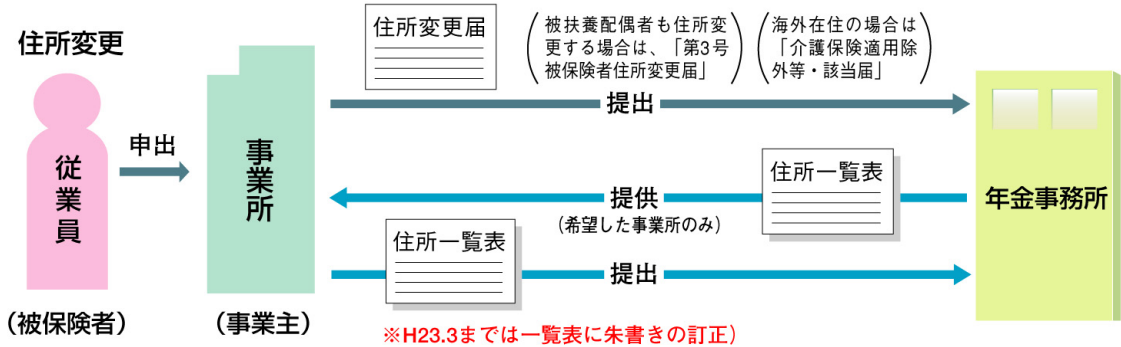 住所変更
従業員
(被保険者)
申出
事業所
(事業主)
住所変更届
(被扶養配偶者も住所変
更する場合は、「第3号
被保険者住所変更届」)
(海外在住の場合は
「介護保険適用除
外等・該当届」)
提出
住所一覧表
提供
(希望した事業所のみ)
住所一覧表
提出
年金事務所
※H23.3までは一覧表に朱書きの訂正)